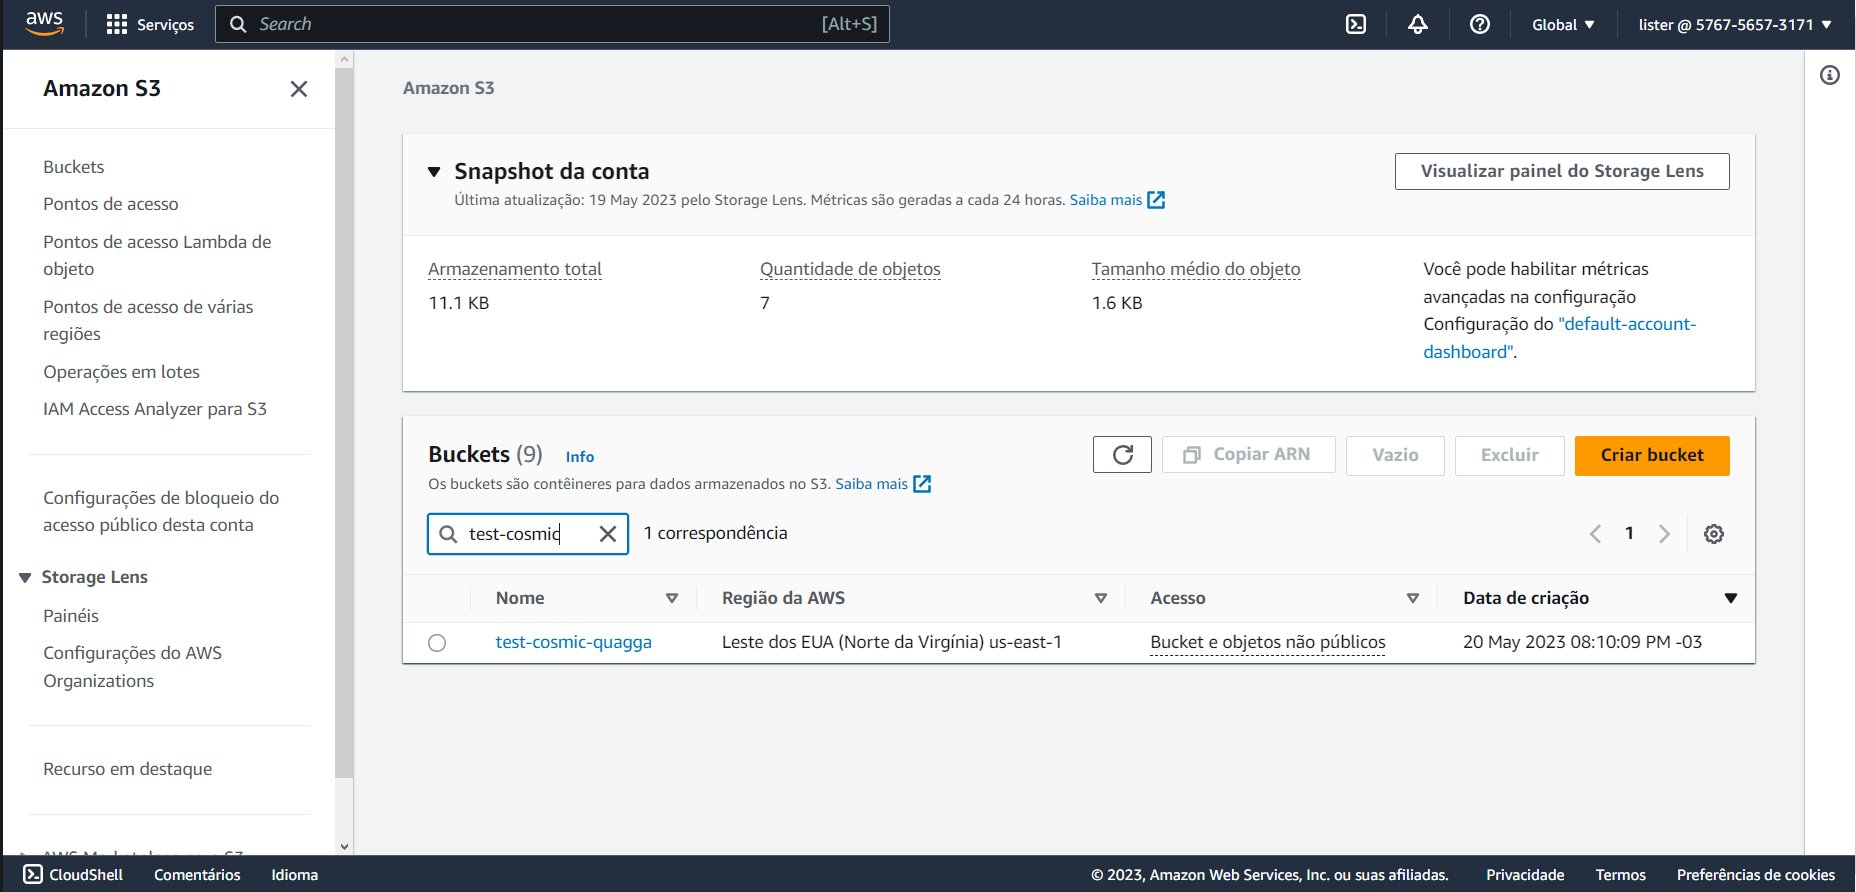 aws
Serviços
Search
[Alt+S]
Global
lister @ 5767-5657-3171
Amazon S3
Buckets
Pontos de acesso
Pontos de acesso Lambda de
objeto
Pontos de acesso de várias
regiões
Operações em lotes
IAM Access Analyzer para S3
Configurações de bloqueio do
acesso público desta conta
Storage Lens
Painéis
Configurações do AWS
Organizations
Recurso em destaque
Amazon S3
Snapshot da conta
Última atualização: 19 May 2023 pelo Storage Lens. Métricas são geradas a cada 24 horas. Saiba mais
Visualizar painel do Storage Lens
Armazenamento total
11.1 KB
Quantidade de objetos
7
Tamanho médio do objeto
1.6 KB
Você pode habilitar métricas
avançadas na configuração
Configuração do "default-account-
dashboard".
Buckets (9) Info
Os buckets são contêineres para dados armazenados no S3. Saiba mais
Copiar ARN
Vazio
Excluir
Criar bucket
test-cosmic
1 correspondência
1
Nome Região da AWS Acesso Data de criação
test-cosmic-quagga Leste dos EUA (Norte da Virgínia) us-east-1 Bucket e objetos não públicos 20 May 2023 08:10:09 PM -03
CloudShell Comentários Idioma
© 2023, Amazon Web Services, Inc. ou suas afiliadas. Privacidade Termos Preferências de cookies